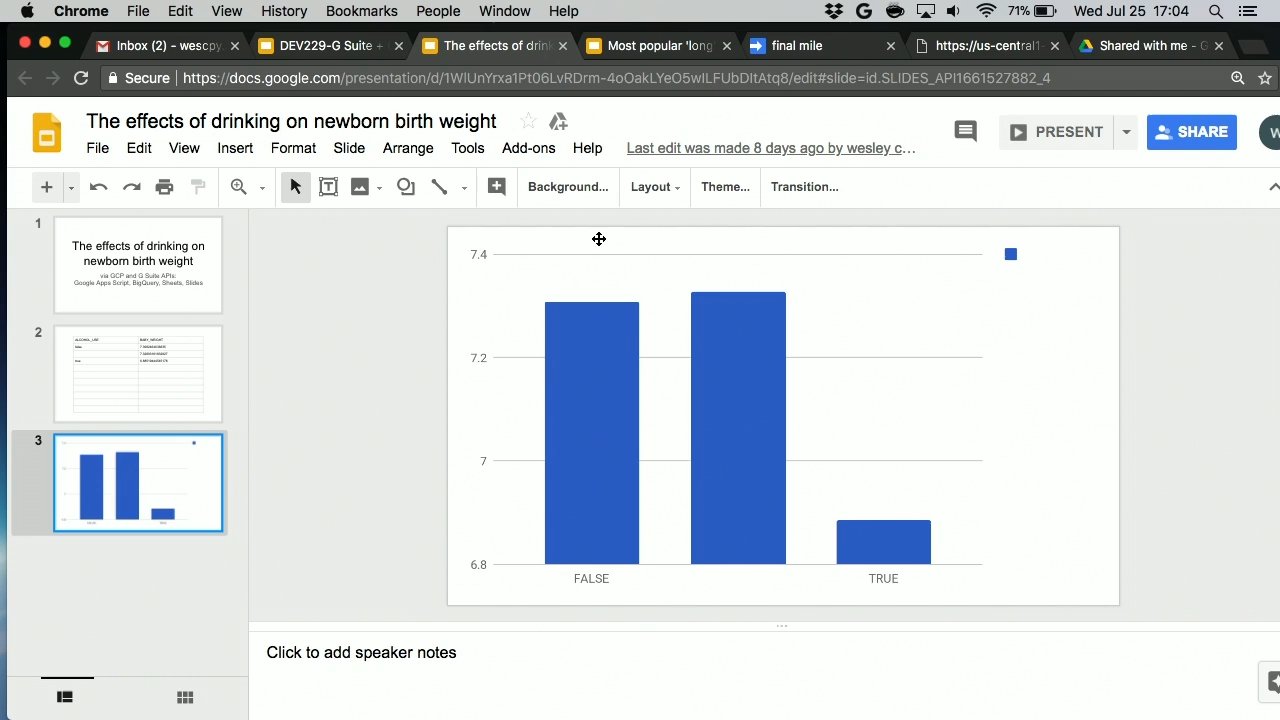 Chrome File Edit View History Bookmarks People Window Help 71% Wed Jul 25 17:04
Inbox (2) - wescpy DEV229-G Suite + The effects of drink Most popular 'long final mile https://us-central1- Shared with me - G
Secure https://docs.google.com/presentation/d/1WlUnYrxa1Pt06LvRDrm-4oOakLYeO5wILFUbDtAtq8/edit#slide=id.SLIDES_API1661527882_4
The effects of drinking on newborn birth weight
File Edit View Insert Format Slide Arrange Tools Add-ons Help Last edit was made 8 days ago by wesley c...
PRESENT SHARE W
Background... Layout Theme... Transition...
1
The effects of drinking on
newborn birth weight
via GCP and G Suite APIs:
Google Apps Script, BigQuery, Sheets, Slides
2
ALCOHOL_USE BABY_WEIGHT
3
7.4
7.2
7
6.8
FALSE TRUE
Click to add speaker notes